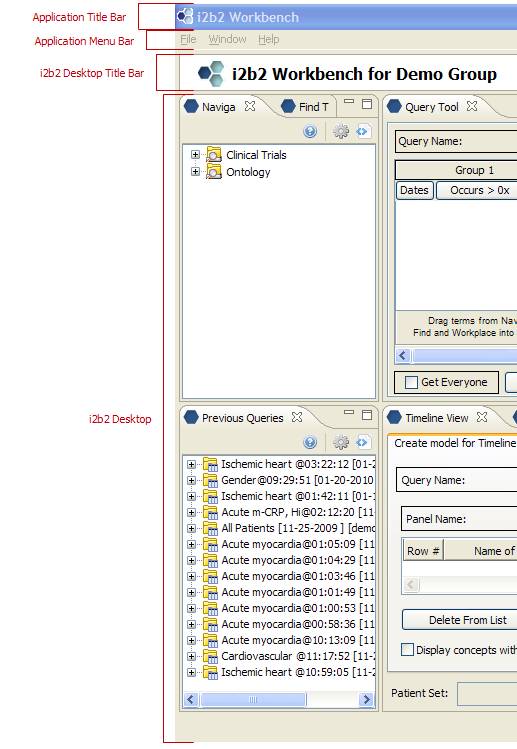 Application Title Bar
i2b2 Workbench
Application Menu Bar
File Window Help
i2b2 Desktop Title Bar
i2b2 Workbench for Demo Group
Naviga
Find T
Query Tool
Query Name:
Clinical Trials
Ontology
Group 1
Dates
Occurs > 0x
Drag terms from Nav
Find and Workplace into
Get Everyone
i2b2 Desktop
Previous Queries
Timeline View
Create model for Timeline
Ischemic heart @03:22:12 [01-2
Gender@09:29:51 [01-20-2010
Ischemic heart @01:42:11 [01-1
Acute m-CRP, Hi@02:12:20 [11-
All Patients [11-25-2009 ] [demo
Acute myocardia@01:05:09 [11
Acute myocardia@01:04:29 [11
Acute myocardia@01:03:46 [11
Acute myocardia@01:01:49 [11
Acute myocardia@01:00:53 [11
Acute myocardia@00:58:36 [11
Acute myocardia@10:13:09 [11
Cardiovascular @11:17:52 [11-2
Ischemic heart @10:59:05 [11-2
Query Name:
Panel Name:
Row #
Name of
Delete From List
Display concepts with
Patient Set: